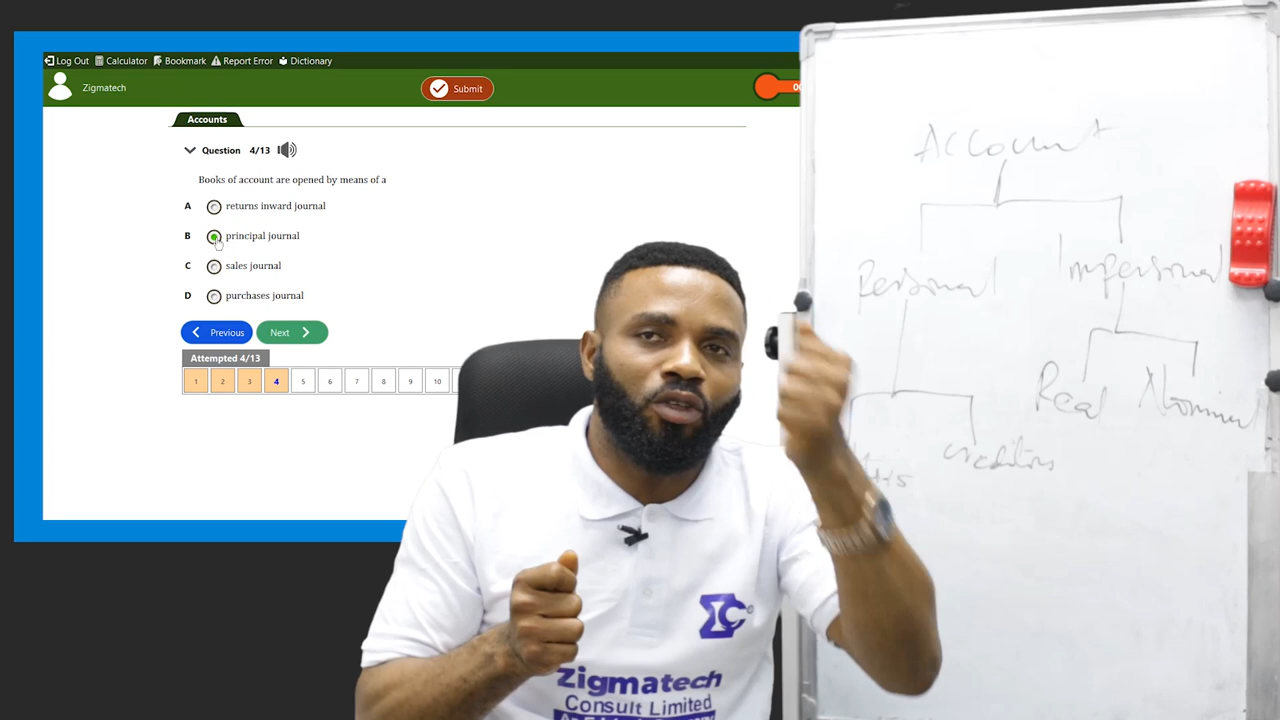 Log Out Calculator Bookmark Report Error Dictionary
Zigmatech
Submit
Accounts
Question 4/13
Books of account are opened by means of a
A returns inward journal
B principal journal
C sales journal
D purchases journal
Previous Next
Attempted 4/13
1 2 3 4 5 6 7 8 9 10
Account
Personal Impersonal
Real Nominal
creditors
ΣC
Zigmatech
Consult Limited